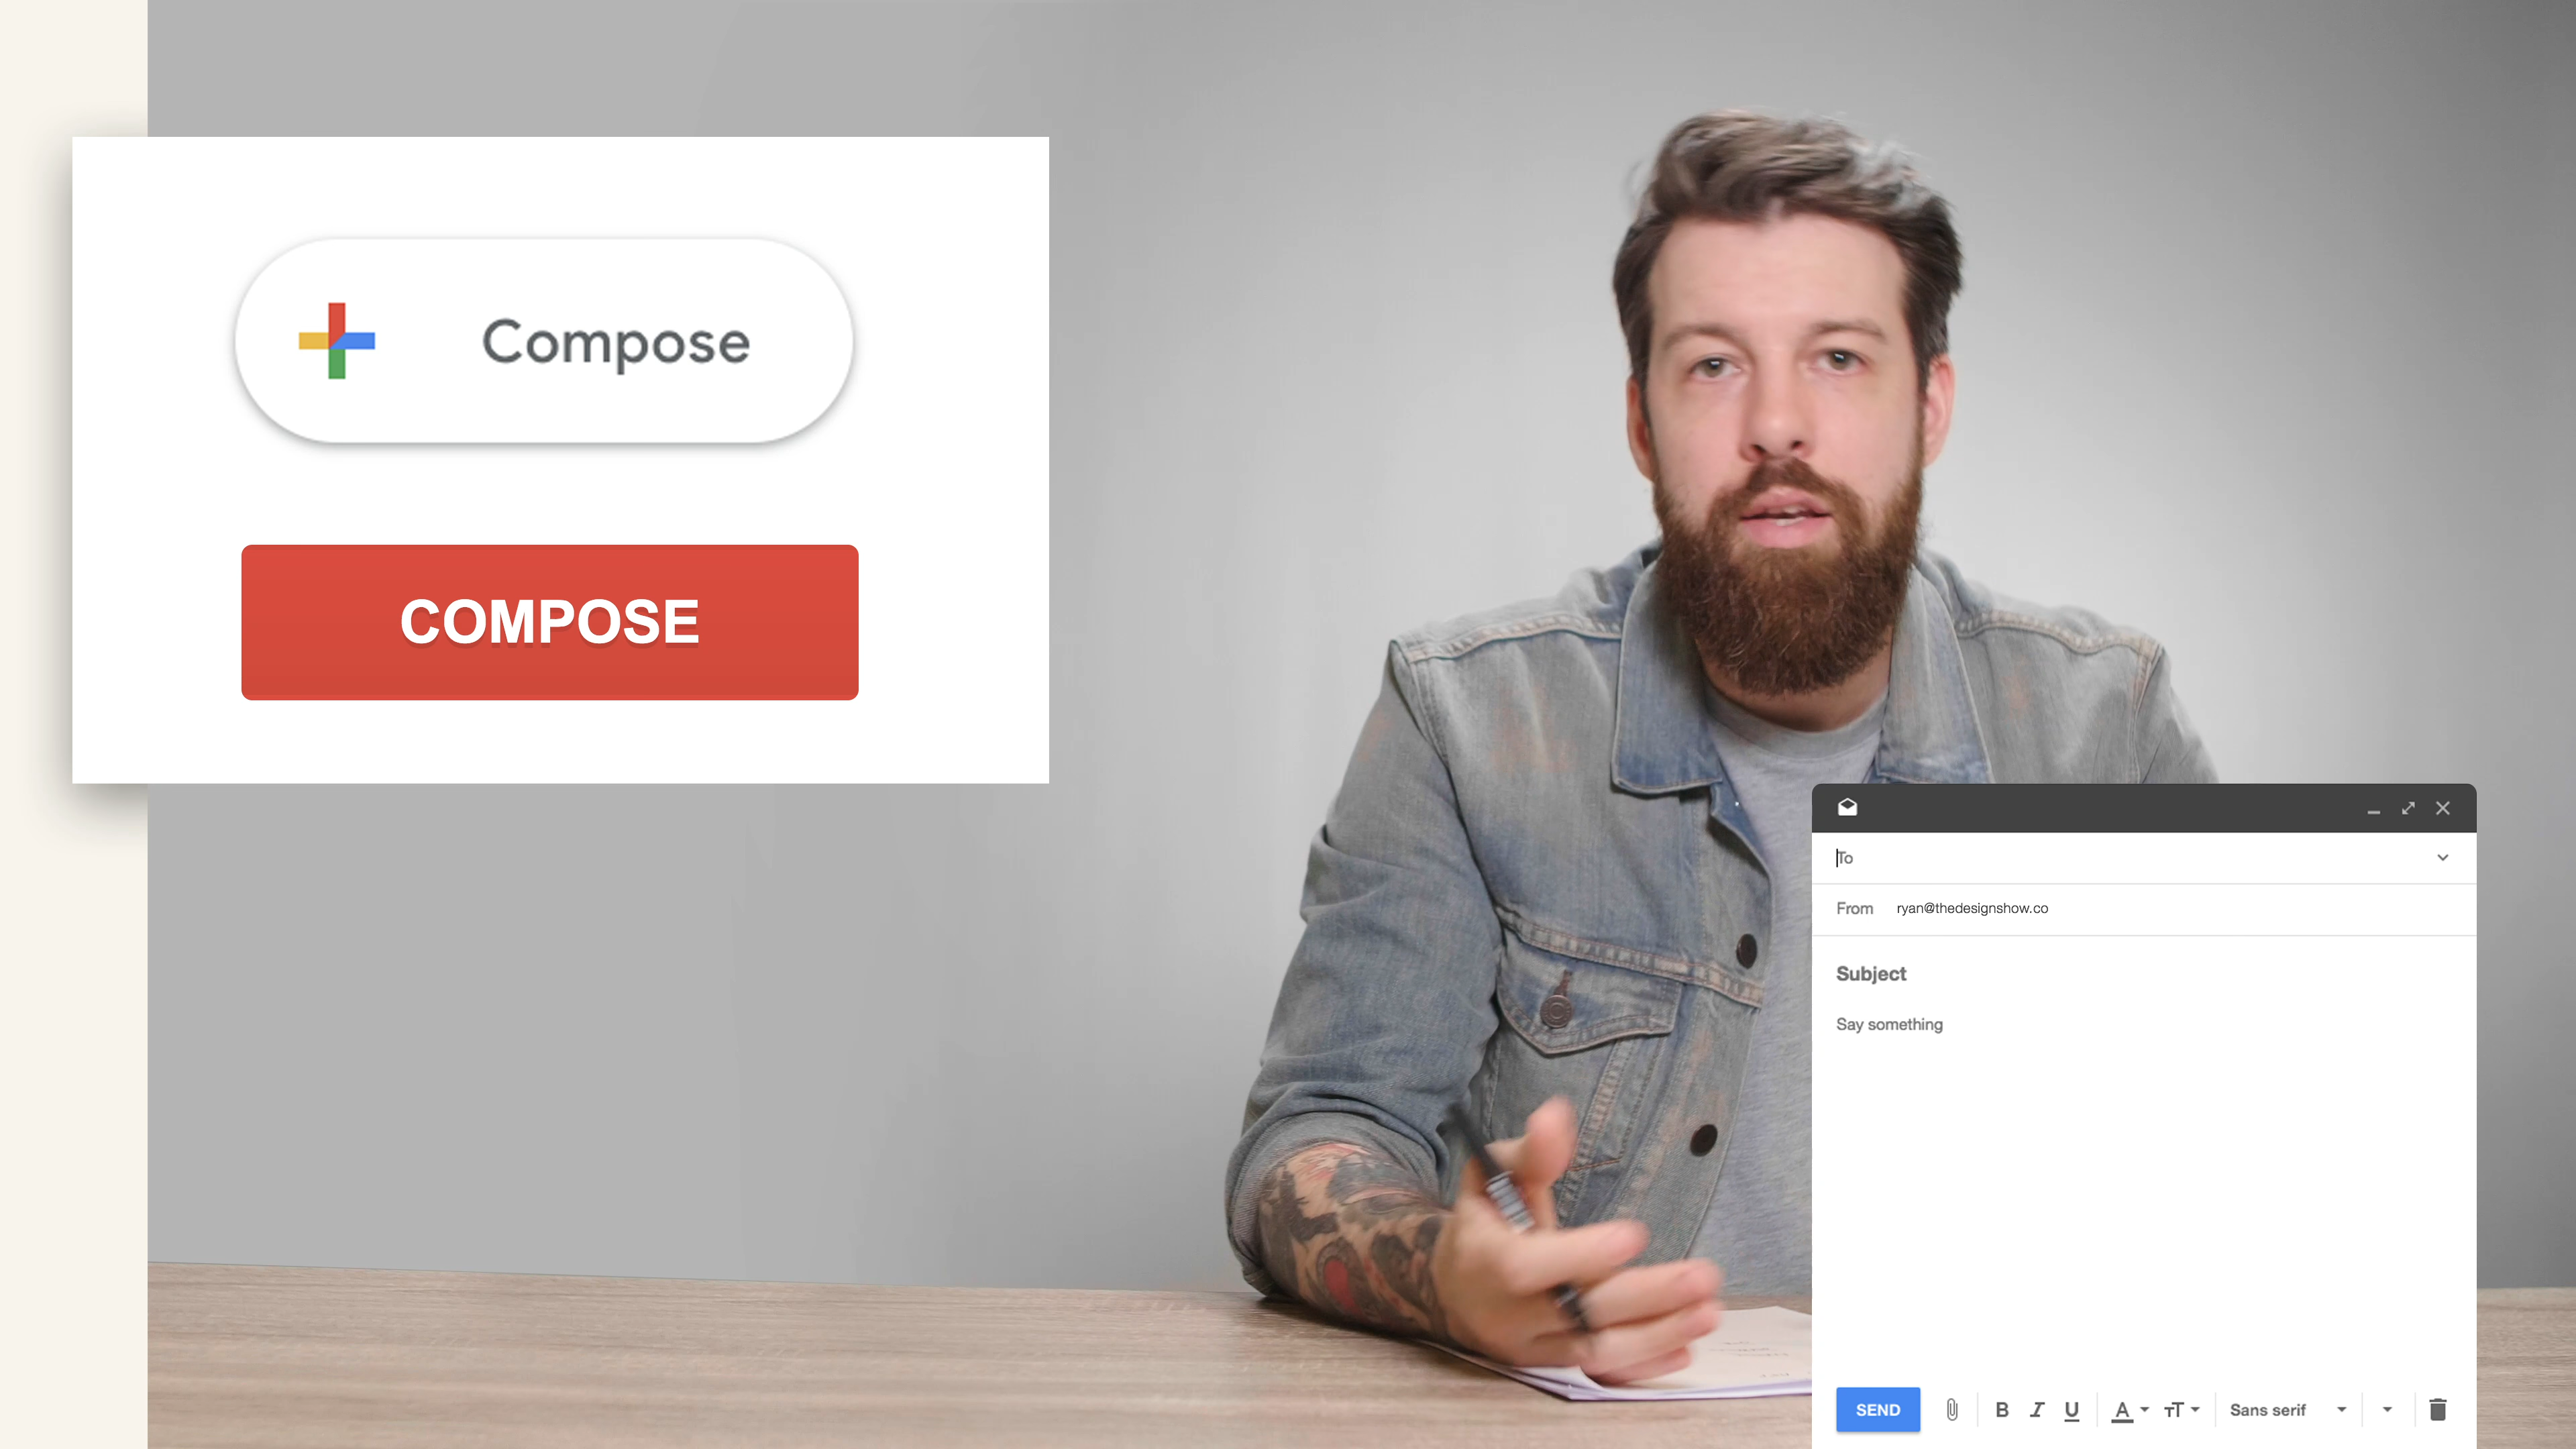 Compose
COMPOSE
To
From ryan@thedesignshow.co
Subject
Say something
SEND B I U A TT Sans serif